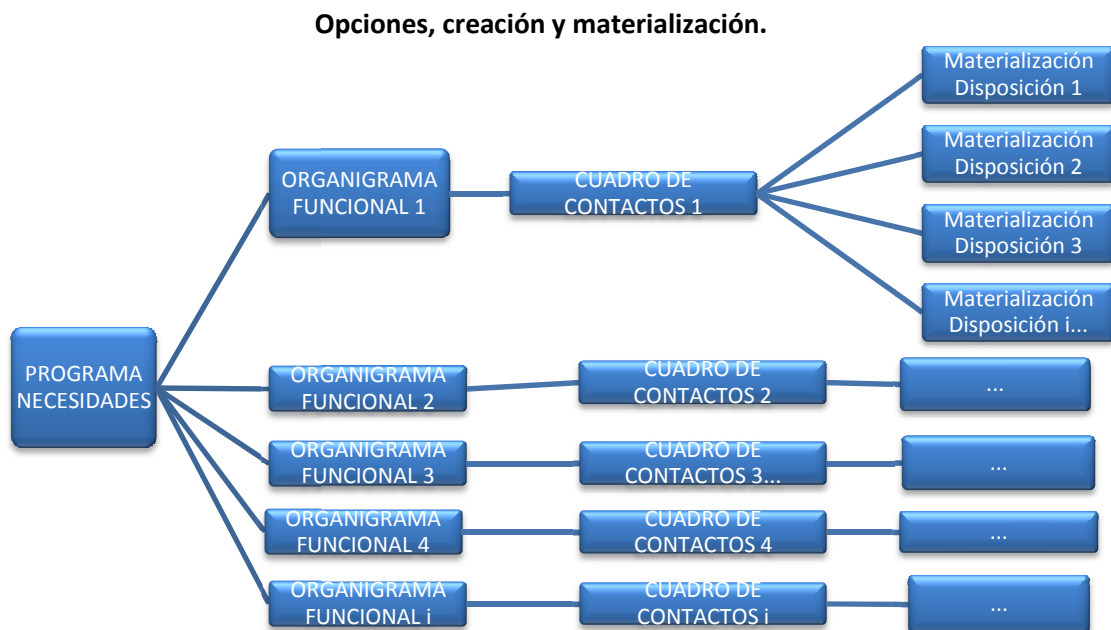 Opciones, creación y materialización.
PROGRAMA
NECESIDADES
ORGANIGRAMA
FUNCIONAL 1
CUADRO DE
CONTACTOS 1
Materialización
Disposición 1
Materialización
Disposición 2
Materialización
Disposición 3
Materialización
Disposición i...
ORGANIGRAMA
FUNCIONAL 2
CUADRO DE
CONTACTOS 2
...
ORGANIGRAMA
FUNCIONAL 3
CUADRO DE
CONTACTOS 3...
...
ORGANIGRAMA
FUNCIONAL 4
CUADRO DE
CONTACTOS 4
...
ORGANIGRAMA
FUNCIONAL i
CUADRO DE
CONTACTOS i
...